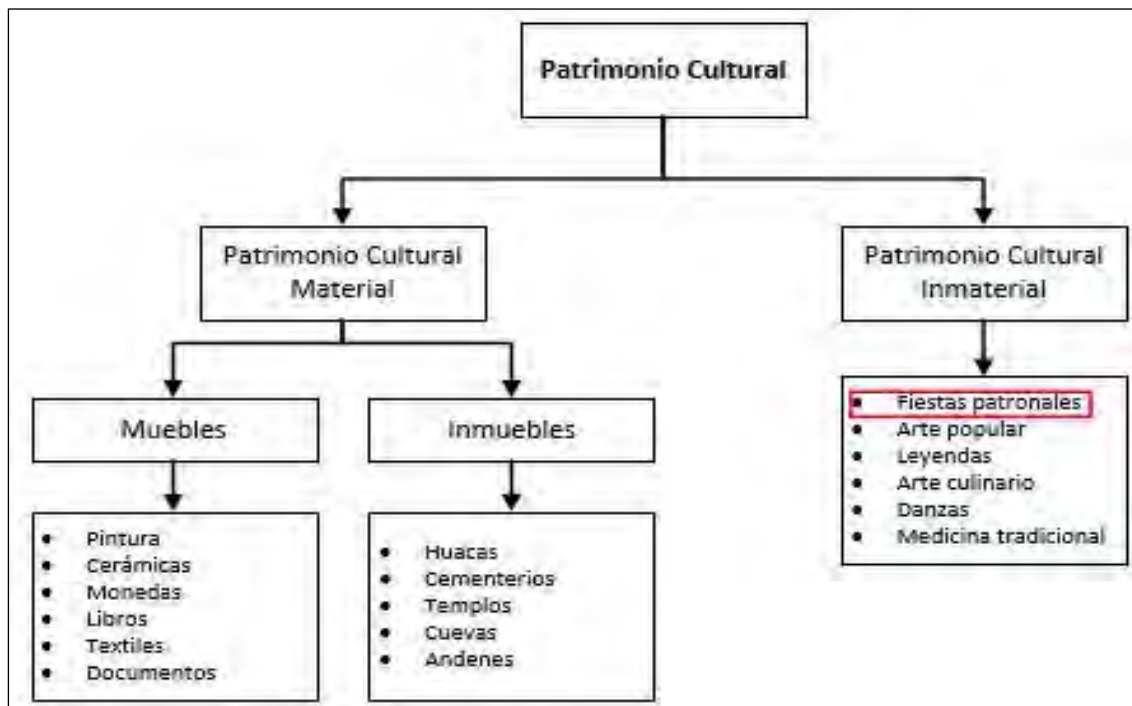 Patrimonio Cultural
Patrimonio Cultural
Material
Patrimonio Cultural
Inmaterial
Muebles
Inmuebles
• Fiestas patronales
• Arte popular
• Leyendas
• Arte culinario
• Danzas
• Medicina tradicional
• Pintura
• Cerámicas
• Monedas
• Libros
• Textiles
• Documentos
• Huacas
• Cementerios
• Templos
• Cuevas
• Andenes